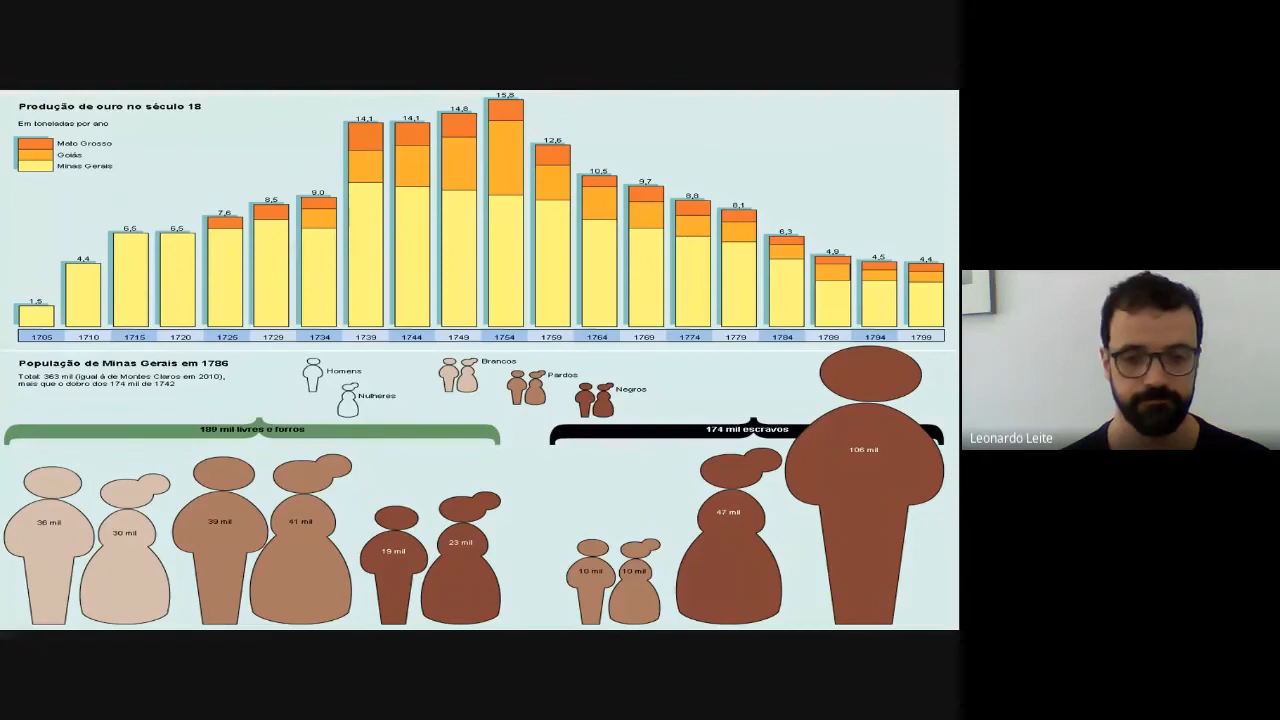 Produção de ouro no século 18
Em toneladas por ano
Mato Grosso
Goiás
Minas Gerais
1,5
4,4
6,5
6,5
7,6
8,5
9,0
14,1
14,1
14,8
15,8
12,6
10,5
9,7
8,8
8,1
6,3
4,9
4,5
4,4
1705 1710 1715 1720 1725 1729 1734 1739 1744 1749 1754 1759 1764 1769 1774 1779 1784 1789 1794 1799
População de Minas Gerais em 1786
Total: 363 mil (igual á de Montes Claros em 2010),
mais que o dobro dos 174 mil de 1742
Homens
Nulheres
Brancos
Pardos
Negros
189 mil livres e forros
174 mil escravos
36 mil
30 mil
39 mil
41 mil
19 mil
23 mil
10 mil
10 mil
47 mil
106 mil
Leonardo Leite